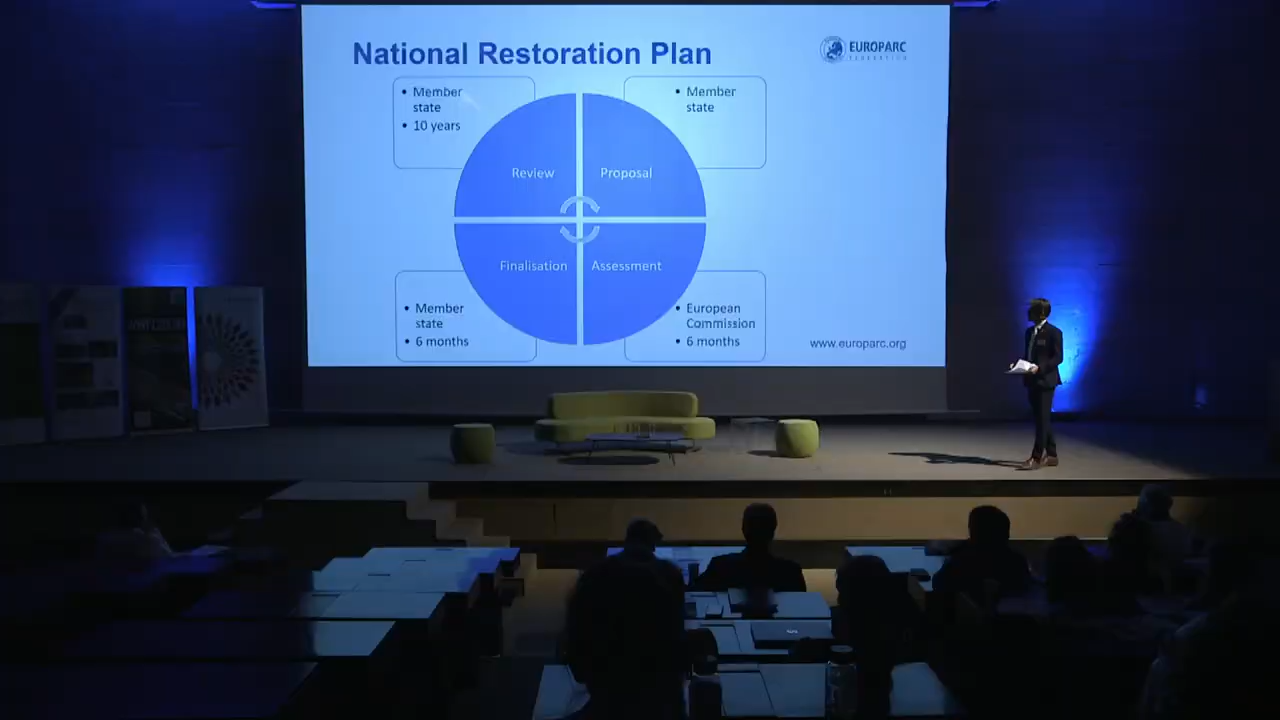 National Restoration Plan
EUROPARC
FEDERATION
• Member
state
• 10 years
• Member
state
Review
Proposal
Finalisation
Assessment
• Member
state
• 6 months
• European
Commission
• 6 months
www.europarc.org